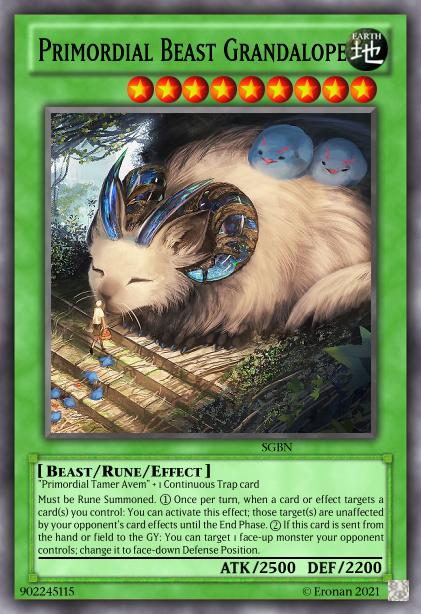 PRIMORDIAL BEAST GRANDALOPE
EARTH
地
SGBN
[ BEAST/RUNE/EFFECT ]
"Primordial Tamer Avem" + 1 Continuous Trap card
Must be Rune Summoned. ① Once per turn, when a card or effect targets a
card(s) you control: You can activate this effect; those target(s) are unaffected
by your opponent's card effects until the End Phase. ② If this card is sent from
the hand or field to the GY: You can target 1 face-up monster your opponent
controls; change it to face-down Defense Position.
ATK/2500 DEF/2200
902245115
© Eronan 2021